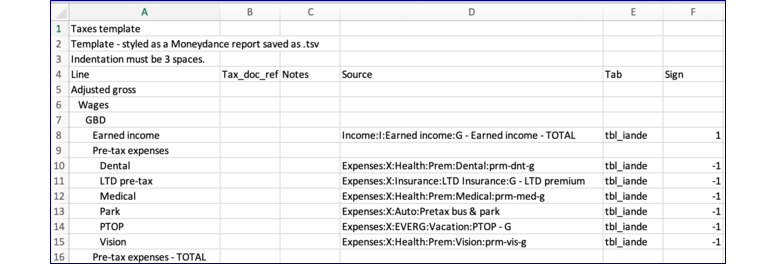 A B C D E F
1 Taxes template
2 Template - styled as a Moneydance report saved as .tsv
3 Indentation must be 3 spaces.
4 Line Tax_doc_ref Notes Source Tab Sign
5 Adjusted gross
6 Wages
7 GBD
8 Earned income Income:I:Earned income:G - Earned income - TOTAL tbl_iande 1
9 Pre-tax expenses
10 Dental Expenses:X:Health:Prem:Dental:prm-dnt-g tbl_iande -1
11 LTD pre-tax Expenses:X:Insurance:LTD Insurance:G - LTD premium tbl_iande -1
12 Medical Expenses:X:Health:Prem:Medical:prm-med-g tbl_iande -1
13 Park Expenses:X:Auto:Pretax bus & park tbl_iande -1
14 PTOP Expenses:X:EVERG:Vacation:PTOP - G tbl_iande -1
15 Vision Expenses:X:Health:Prem:Vision:prm-vis-g tbl_iande -1
16 Pre-tax expenses - TOTAL